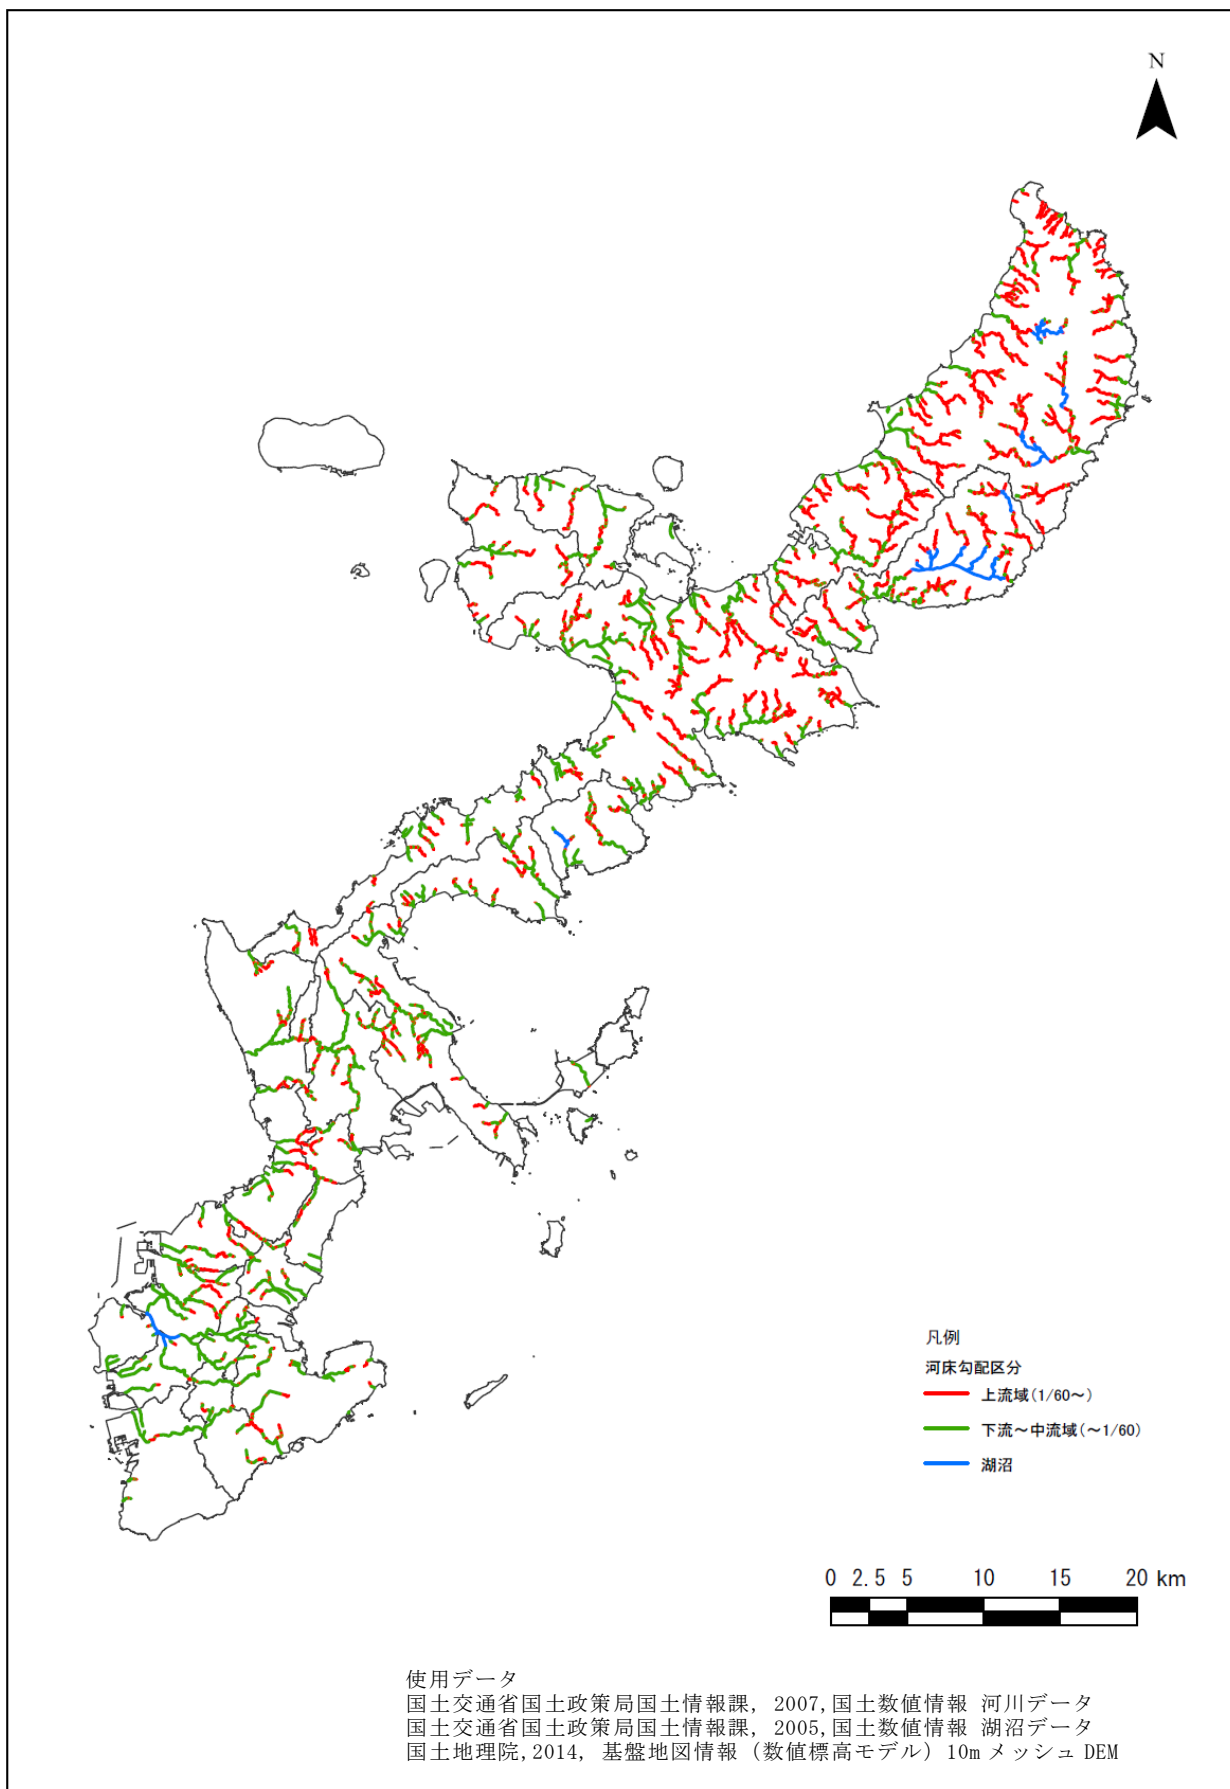 N
凡例
河床勾配区分
上流域(1/60～)
下流～中流域(～1/60)
湖沼
0 2.5 5 10 15 20 km
使用データ
国土交通省国土政策局国土情報課, 2007,国土数値情報 河川データ
国土交通省国土政策局国土情報課, 2005,国土数値情報 湖沼データ
国土地理院,2014, 基盤地図情報（数値標高モデル）10m メッシュ DEM